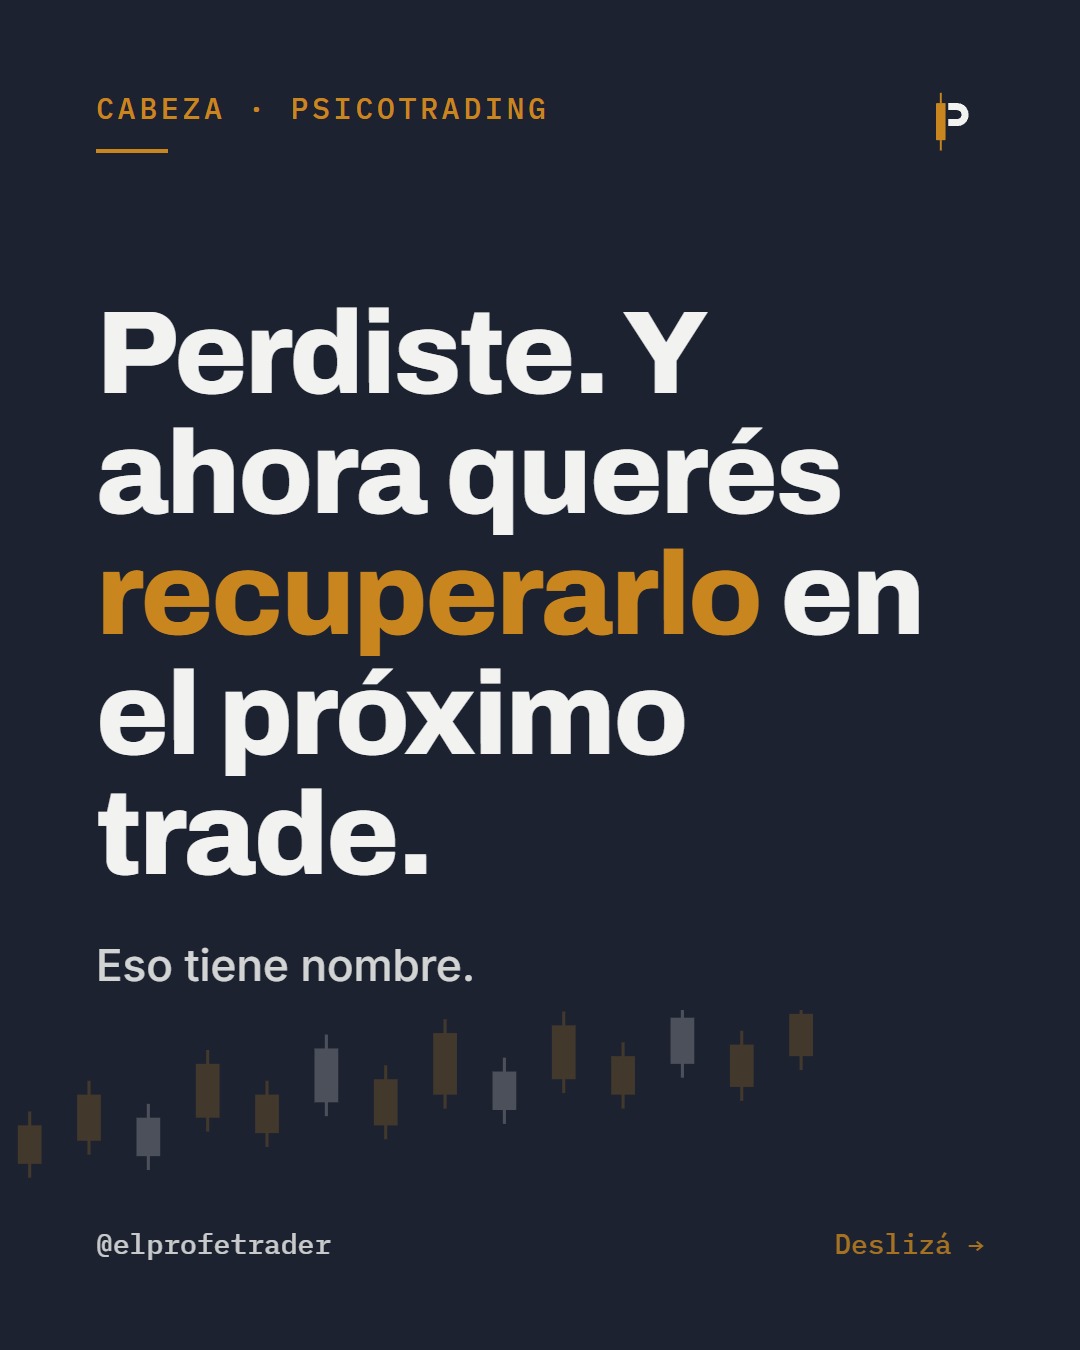 CABEZA · PSICOTRADING
Perdiste. Y
ahora querés
recuperarlo en
el próximo
trade.
Eso tiene nombre.
@elprofetrader
Deslizá →